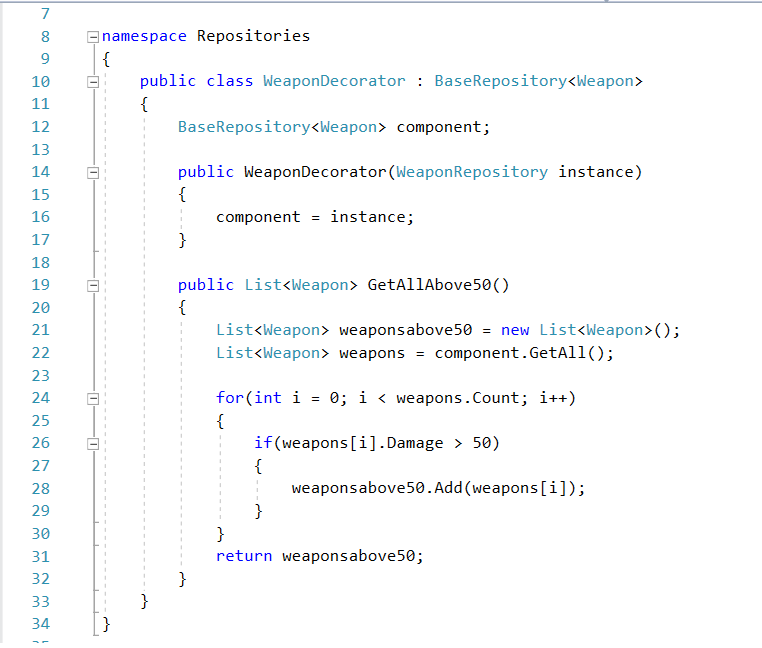 7
8 namespace Repositories
9 {
10 public class WeaponDecorator : BaseRepository<Weapon>
11 {
12 BaseRepository<Weapon> component;
13
14 public WeaponDecorator(WeaponRepository instance)
15 {
16 component = instance;
17 }
18
19 public List<Weapon> GetAllAbove50()
20 {
21 List<Weapon> weaponsabove50 = new List<Weapon>();
22 List<Weapon> weapons = component.GetAll();
23
24 for(int i = 0; i < weapons.Count; i++)
25 {
26 if(weapons[i].Damage > 50)
27 {
28 weaponsabove50.Add(weapons[i]);
29 }
30 }
31 return weaponsabove50;
32 }
33 }
34 }